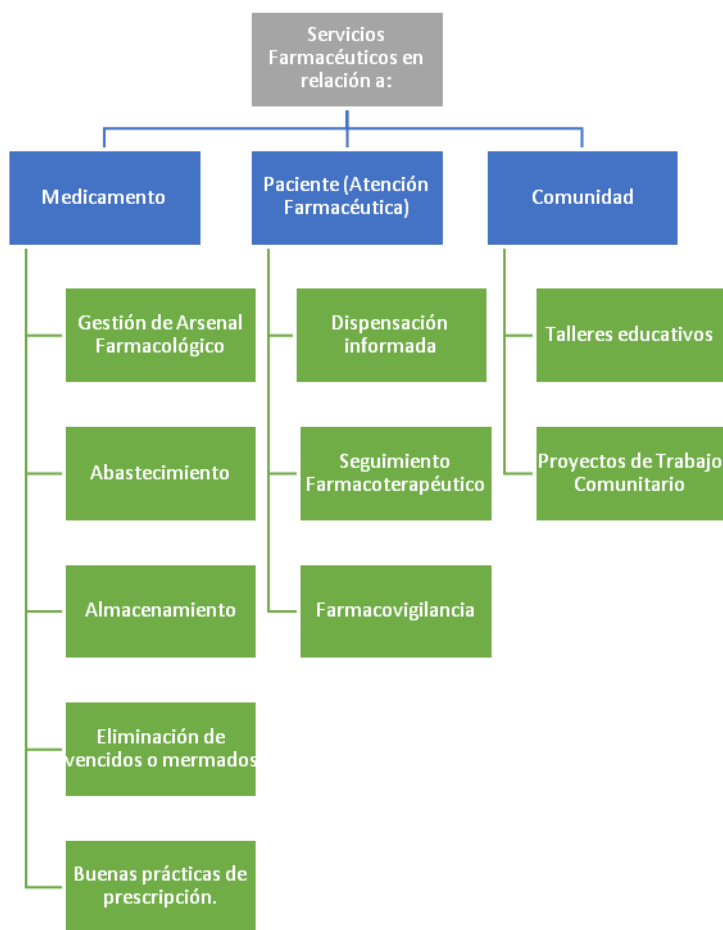 Servicios
Farmacéuticos en
relación a:
Medicamento
Paciente (Atención
Farmacéutica)
Comunidad
Gestión de Arsenal
Farmacológico
Abastecimiento
Almacenamiento
Eliminación de
vencidos o mermados
Buenas prácticas de
prescripción.
Dispensación
informada
Seguimiento
Farmacoterapéutico
Farmacovigilancia
Talleres educativos
Proyectos de Trabajo
Comunitario